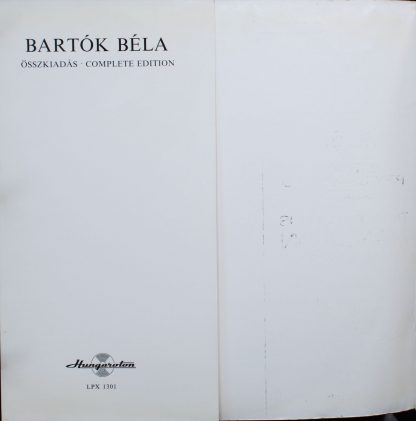 BARTÓK BÉLA
ÖSSZKIADÁS · COMPLETE EDITION
Hungaroton
LPX 1301